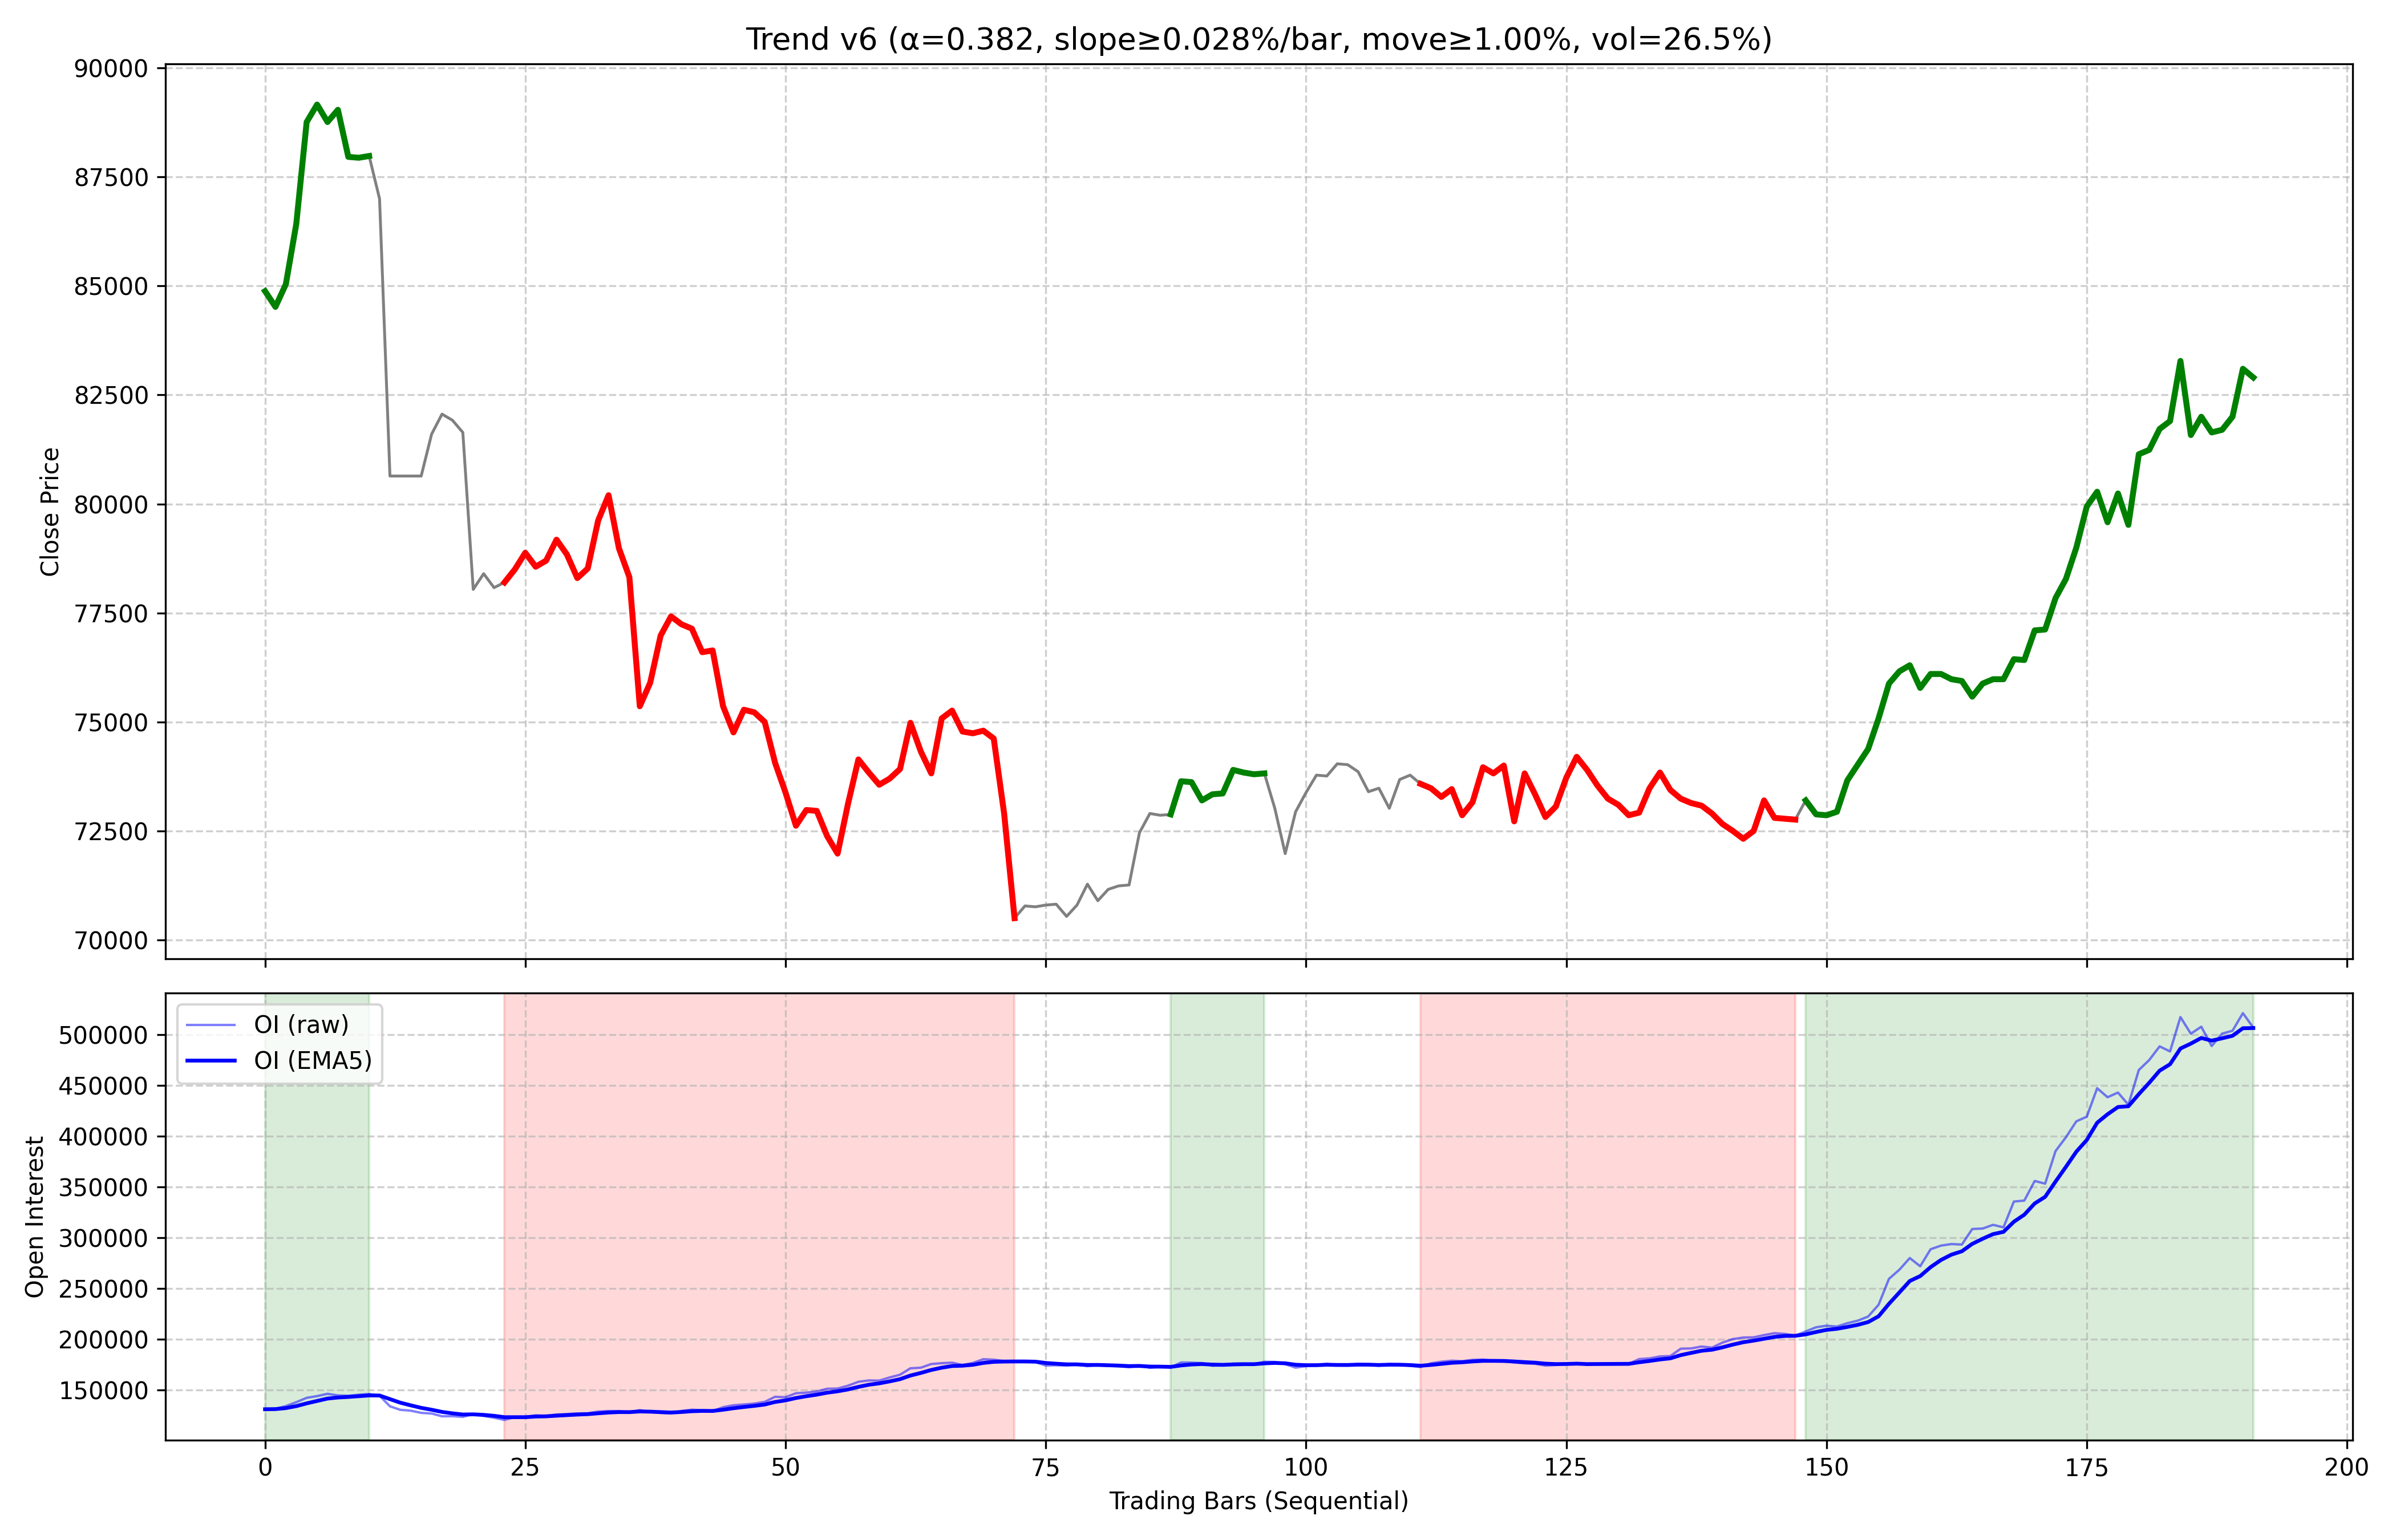 Trend v6 (α=0.382, slope≥0.028%/bar, move≥1.00%, vol=26.5%)
90000
87500
85000
82500
80000
77500
75000
72500
70000
Close Price
OI (raw)
OI (EMA5)
500000
450000
400000
350000
300000
250000
200000
150000
Open Interest
0 25 50 75 100 125 150 175 200
Trading Bars (Sequential)